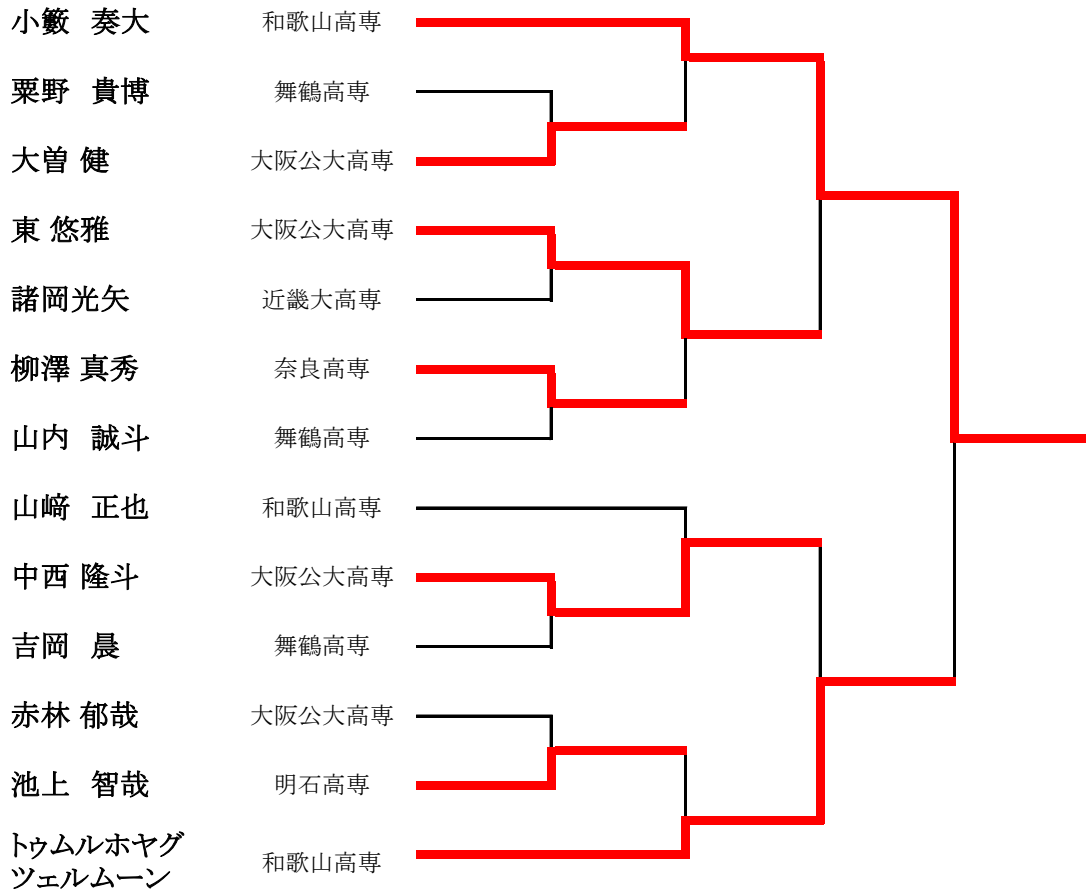 小籔 奏大 和歌山高専
粟野 貴博 舞鶴高専
大曽 健 大阪公大高専
東 悠雅 大阪公大高専
諸岡光矢 近畿大高専
柳澤 真秀 奈良高専
山内 誠斗 舞鶴高専
山﨑 正也 和歌山高専
中西 隆斗 大阪公大高専
吉岡 晨 舞鶴高専
赤林 郁哉 大阪公大高専
池上 智哉 明石高専
トゥムルホヤグ
ツェルムーン 和歌山高専